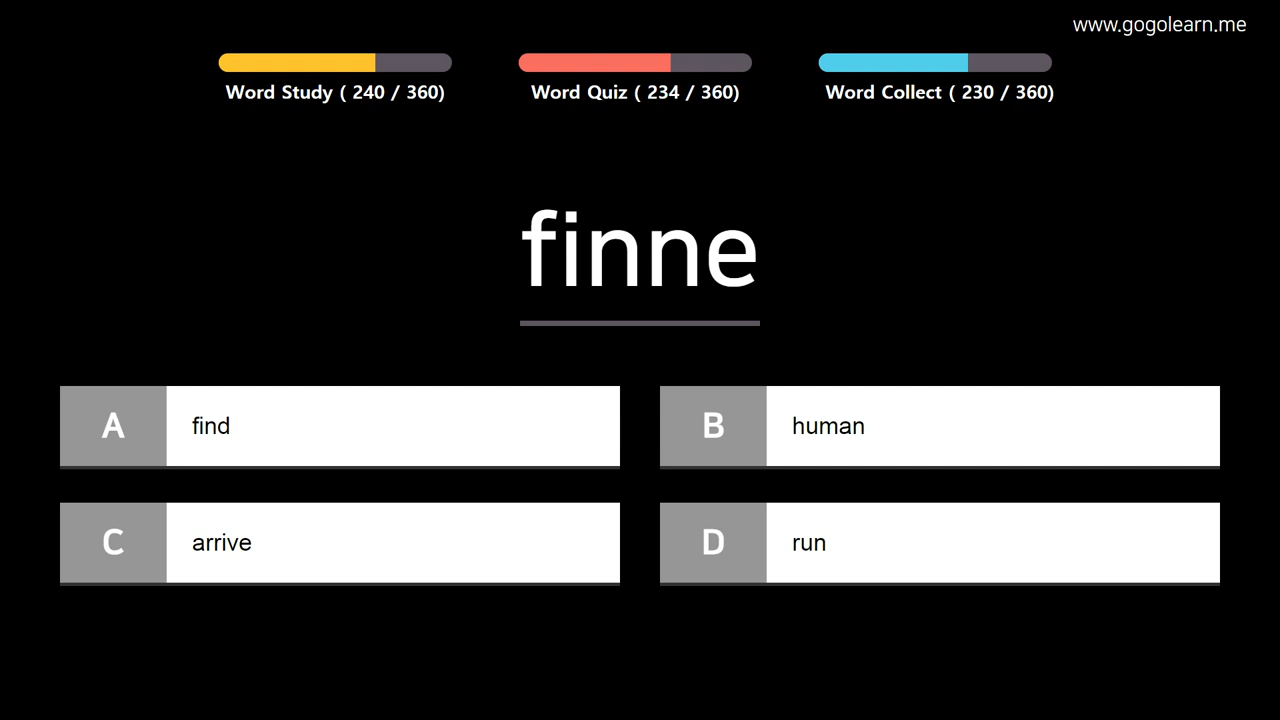 www.gogolearn.me
Word Study ( 240 / 360)
Word Quiz ( 234 / 360)
Word Collect ( 230 / 360)
finne
A find
B human
C arrive
D run